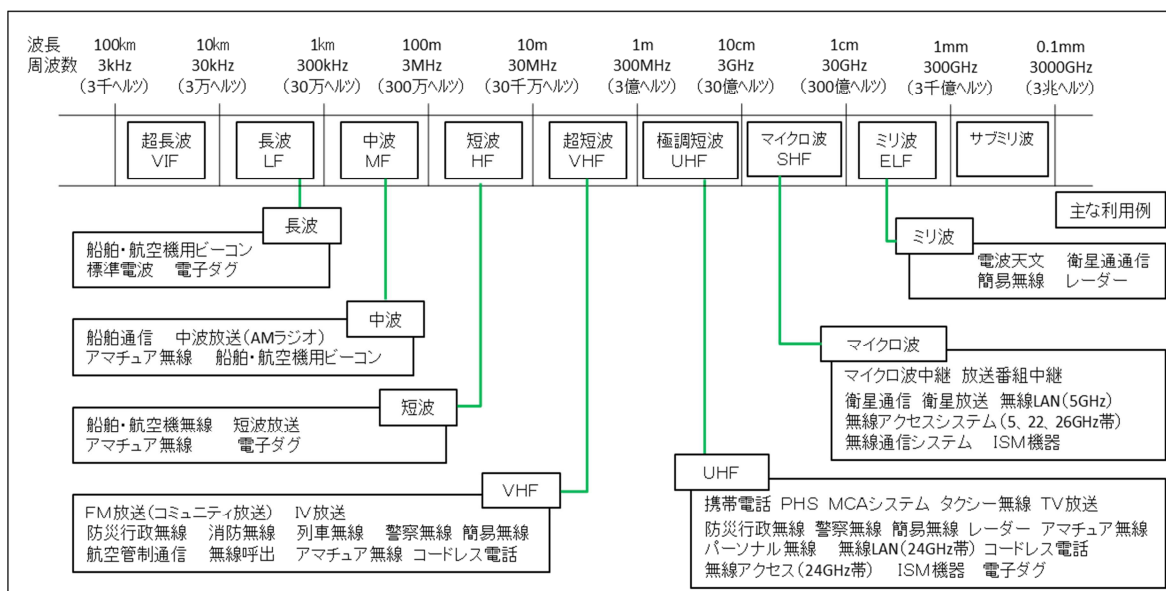 波長 100km 10km 1km 100m 10m 1m 10cm 1cm 1mm 0.1mm
周波数 3kHz 30kHz 300kHz 3MHz 30MHz 300MHz 3GHz 30GHz 300GHz 3000GHz
(3千ヘルツ) (3万ヘルツ) (30万ヘルツ) (300万ヘルツ) (30千万ヘルツ) (3億ヘルツ) (30億ヘルツ) (300億ヘルツ) (3千億ヘルツ) (3兆ヘルツ)
超長波 長波 中波 短波 超短波 極調短波 マイクロ波 ミリ波 サブミリ波
VIF LF MF HF VHF UHF SHF ELF
主な利用例
長波
船舶・航空機用ビーコン
標準電波 電子ダグ
中波
船舶通信 中波放送(AMラジオ)
アマチュア無線 船舶・航空機用ビーコン
短波
船舶・航空機無線 短波放送
アマチュア無線 電子ダグ
VHF
FM放送(コミュニティ放送) IV放送
防災行政無線 消防無線 列車無線 警察無線 簡易無線
航空管制通信 無線呼出 アマチュア無線 コードレス電話
UHF
携帯電話 PHS MCAシステム タクシー無線 TV放送
防災行政無線 警察無線 簡易無線 レーダー アマチュア無線
パーソナル無線 無線LAN(24GHz帯) コードレス電話
無線アクセス(24GHz帯) ISM機器 電子ダグ
マイクロ波
マイクロ波中継 放送番組中継
衛星通信 衛星放送 無線LAN(5GHz)
無線アクセスシステム(5、22、26GHz帯)
無線通信システム ISM機器
ミリ波
電波天文 衛星通通信
簡易無線 レーダー